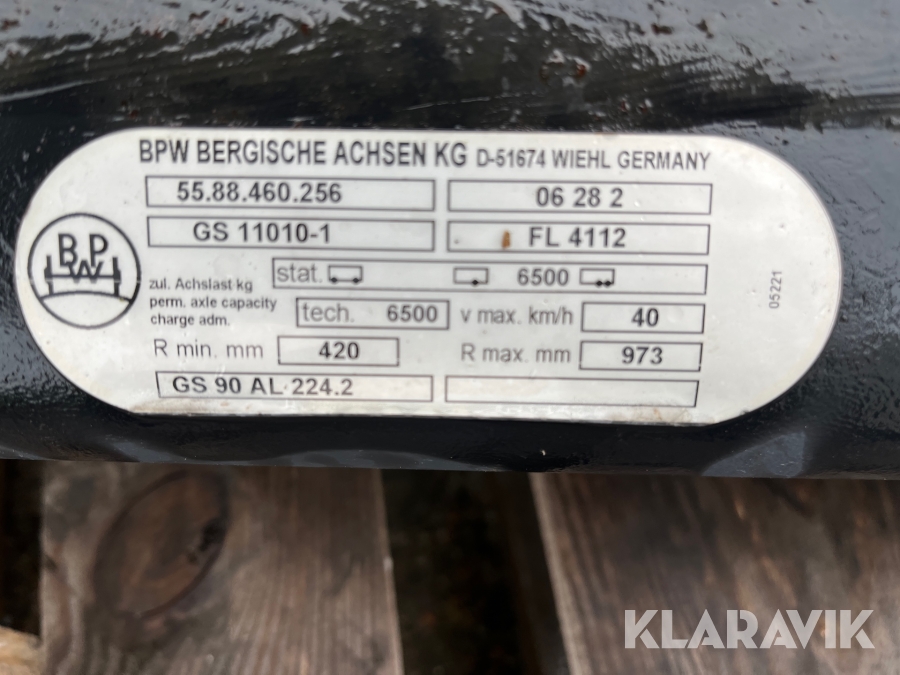 BPW BERGISCHE ACHSEN KG D-51674 WIEHL GERMANY
55.88.460.256 06 28 2
GS 11010-1 FL 4112
BPW
zul. Achslast kg
perm. axle capacity
charge adm.
stat. 6500
tech. 6500 v max. km/h 40
R min. mm 420 R max. mm 973
GS 90 AL 224.2
05221
KLARAVIK